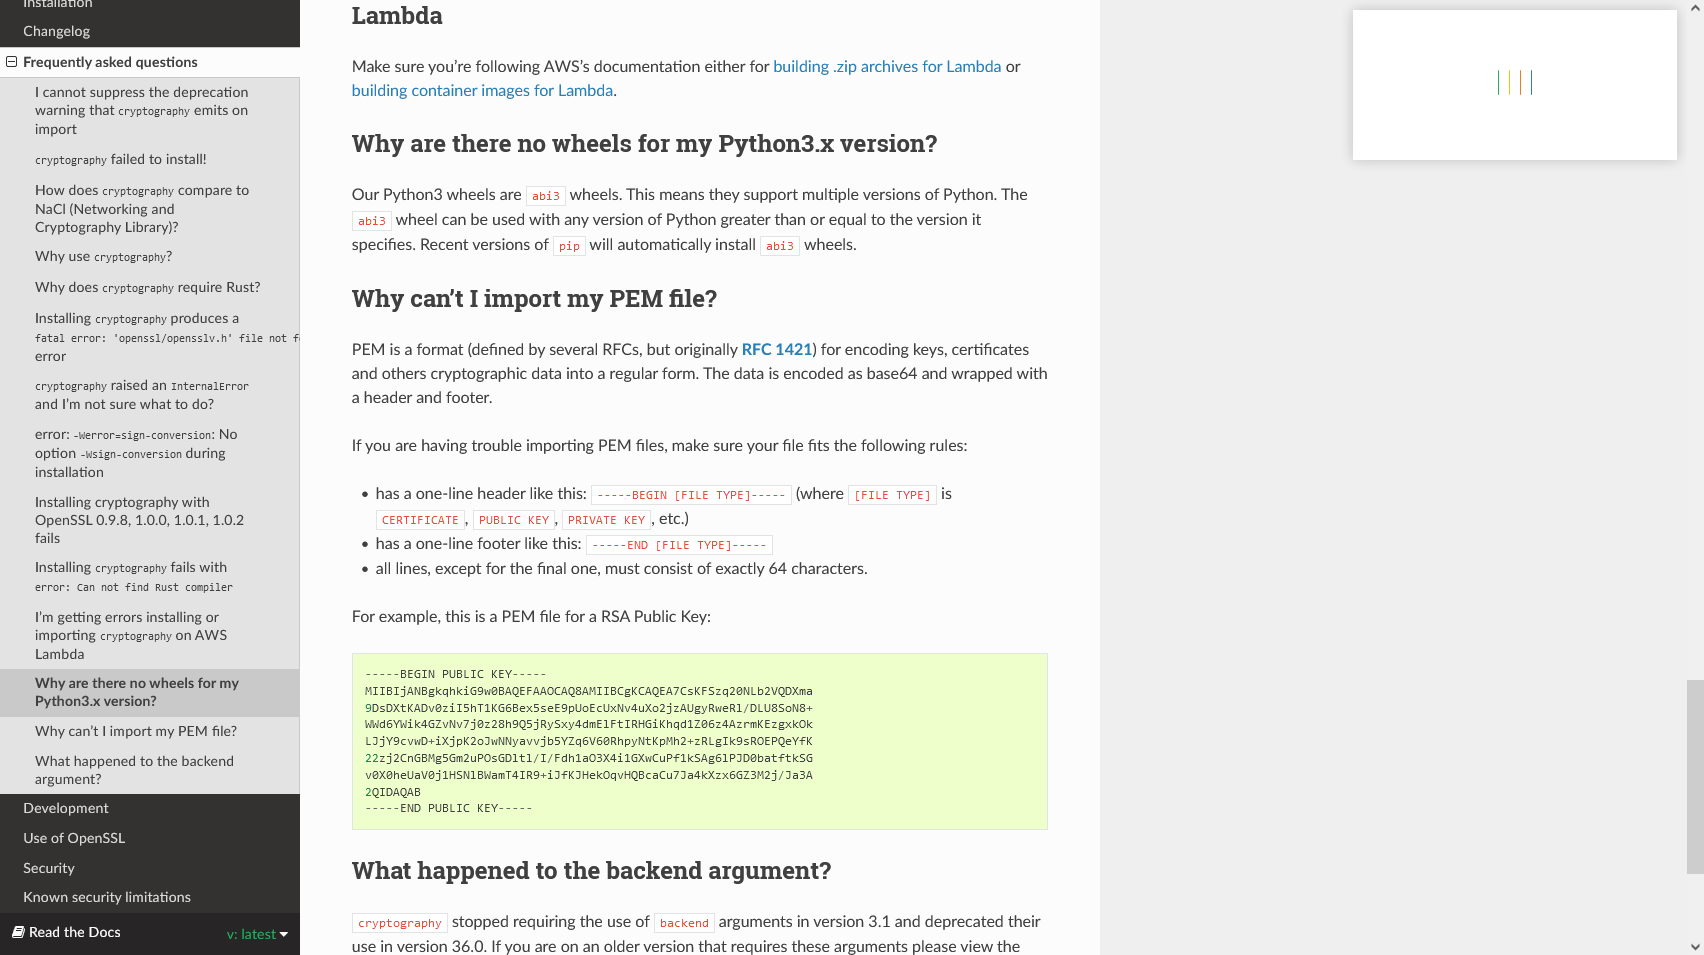 Installation
Changelog
Frequently asked questions
I cannot suppress the deprecation
warning that cryptography emits on
import
cryptography failed to install!
How does cryptography compare to
NaCl (Networking and
Cryptography Library)?
Why use cryptography?
Why does cryptography require Rust?
Installing cryptography produces a
fatal error: 'openssl/opensslv.h' file not f
error
cryptography raised an InternalError
and I’m not sure what to do?
error: -Werror=sign-conversion: No
option -Wsign-conversion during
installation
Installing cryptography with
OpenSSL 0.9.8, 1.0.0, 1.0.1, 1.0.2
fails
Installing cryptography fails with
error: Can not find Rust compiler
I’m getting errors installing or
importing cryptography on AWS
Lambda
Why are there no wheels for my
Python3.x version?
Why can’t I import my PEM file?
What happened to the backend
argument?
Development
Use of OpenSSL
Security
Known security limitations
Read the Docs
v: latest
Lambda
Make sure you’re following AWS’s documentation either for building .zip archives for Lambda or
building container images for Lambda.
Why are there no wheels for my Python3.x version?
Our Python3 wheels are abi3 wheels. This means they support multiple versions of Python. The
abi3 wheel can be used with any version of Python greater than or equal to the version it
specifies. Recent versions of pip will automatically install abi3 wheels.
Why can’t I import my PEM file?
PEM is a format (defined by several RFCs, but originally RFC 1421) for encoding keys, certificates
and others cryptographic data into a regular form. The data is encoded as base64 and wrapped with
a header and footer.
If you are having trouble importing PEM files, make sure your file fits the following rules:
• has a one-line header like this: -----BEGIN [FILE TYPE]----- (where [FILE TYPE] is
CERTIFICATE, PUBLIC KEY, PRIVATE KEY, etc.)
• has a one-line footer like this: -----END [FILE TYPE]-----
• all lines, except for the final one, must consist of exactly 64 characters.
For example, this is a PEM file for a RSA Public Key:
-----BEGIN PUBLIC KEY-----
MIIBIjANBgkqhkiG9w0BAQEFAAOCAQ8AMIIBCgKCAQEA7CsKFSzq20NLb2VQDXma
9DsDXtKADv0ziI5hT1KG6Bex5seE9pUoEcUxNv4uXo2jzAUgyRweRl/DLU8SoN8+
WWd6YWik4GZvNv7j0z28h9Q5jRySxy4dmElFtIRHGiKhqd1Z06z4AzrmKEzgxkOk
LJjY9cvwD+iXjpK2oJwNNyavvjb5YZq6V60RhpyNtKpMh2+zRLgIk9sROEPQeYfK
22zj2CnGBMg5Gm2uPOsGDltl/I/Fdh1aO3X4i1GXwCuPf1kSAg6lPJD0batftkSG
v0X0heUaV0j1HSNlBWamT4IR9+iJfKJHekOqvHQBcaCu7Ja4kXzx6GZ3M2j/Ja3A
2QIDAQAB
-----END PUBLIC KEY-----
What happened to the backend argument?
cryptography stopped requiring the use of backend arguments in version 3.1 and deprecated their
use in version 36.0. If you are on an older version that requires these arguments please view the